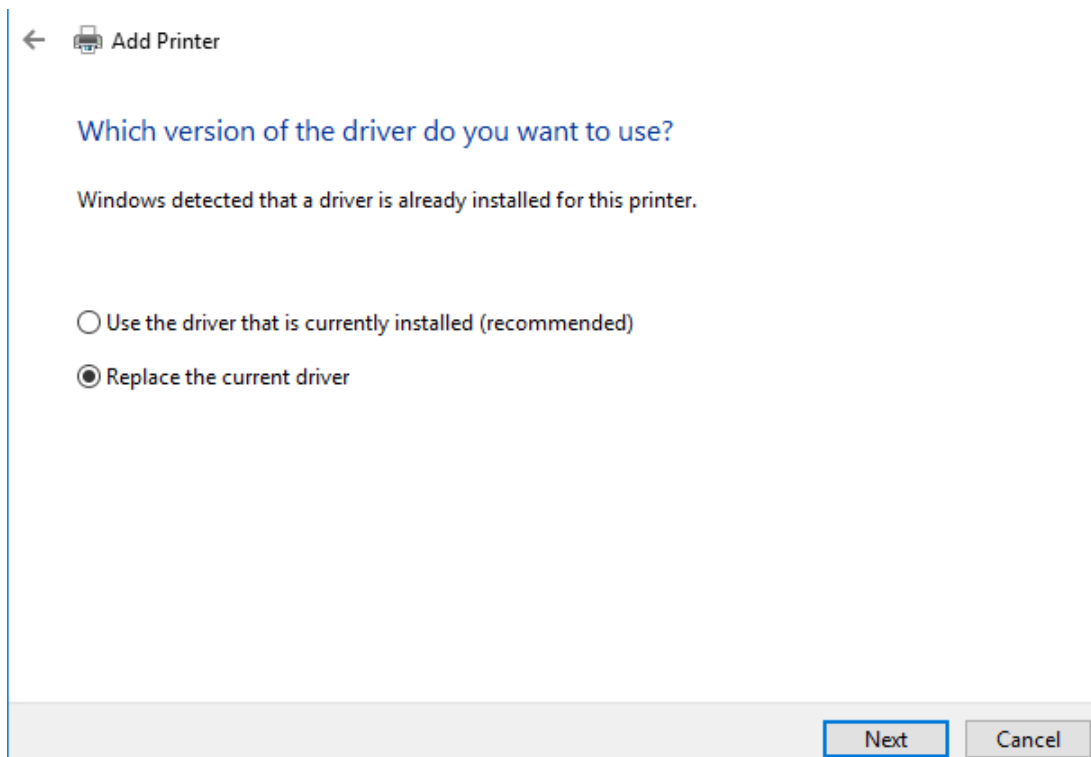 Add Printer
Which version of the driver do you want to use?
Windows detected that a driver is already installed for this printer.
Use the driver that is currently installed (recommended)
Replace the current driver
Next Cancel